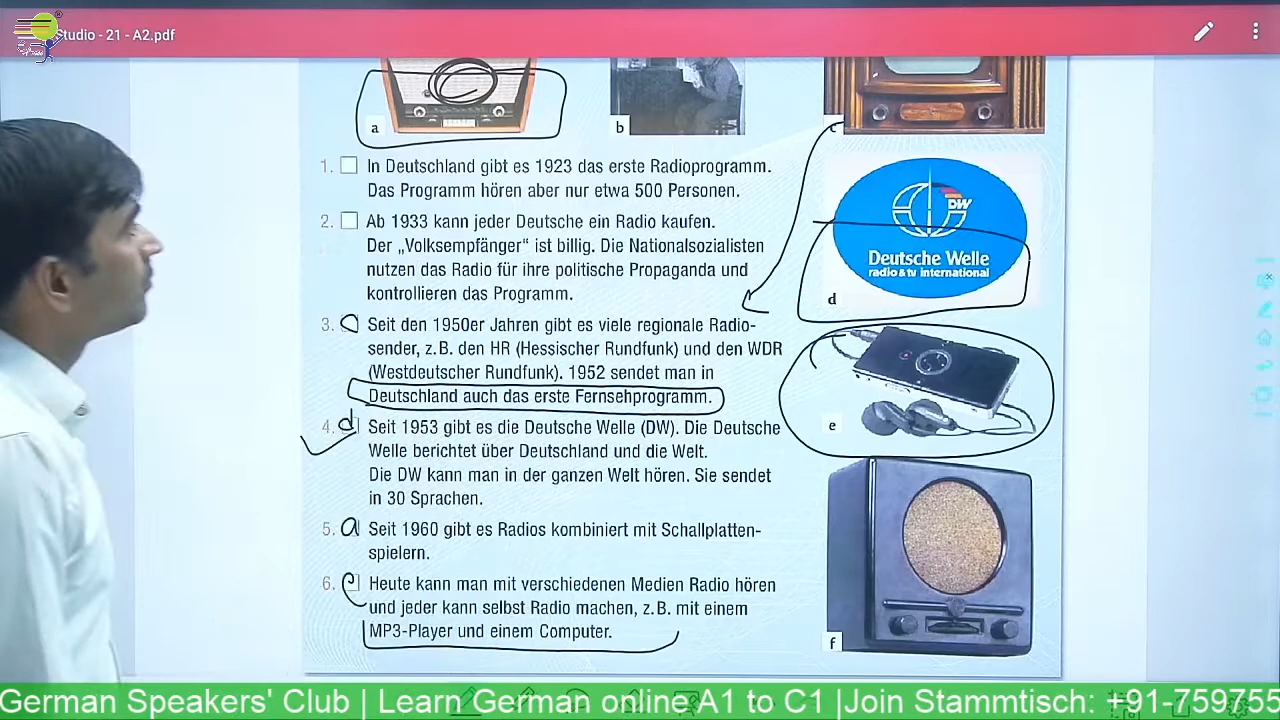 Studio - 21 - A2.pdf
a
b
c
1. In Deutschland gibt es 1923 das erste Radioprogramm.
Das Programm hören aber nur etwa 500 Personen.
2. Ab 1933 kann jeder Deutsche ein Radio kaufen.
Der „Volksempfänger“ ist billig. Die Nationalsozialisten
nutzen das Radio für ihre politische Propaganda und
kontrollieren das Programm.
3. c Seit den 1950er Jahren gibt es viele regionale Radio-
sender, z.B. den HR (Hessischer Rundfunk) und den WDR
(Westdeutscher Rundfunk). 1952 sendet man in
Deutschland auch das erste Fernsehprogramm.
4. d Seit 1953 gibt es die Deutsche Welle (DW). Die Deutsche
Welle berichtet über Deutschland und die Welt.
Die DW kann man in der ganzen Welt hören. Sie sendet
in 30 Sprachen.
5. a Seit 1960 gibt es Radios kombiniert mit Schallplatten-
spielern.
6. e Heute kann man mit verschiedenen Medien Radio hören
und jeder kann selbst Radio machen, z.B. mit einem
MP3-Player und einem Computer.
DW
Deutsche Welle
radio & tv international
d
e
f
German Speakers' Club | Learn German online A1 to C1 |Join Stammtisch: +91-759755